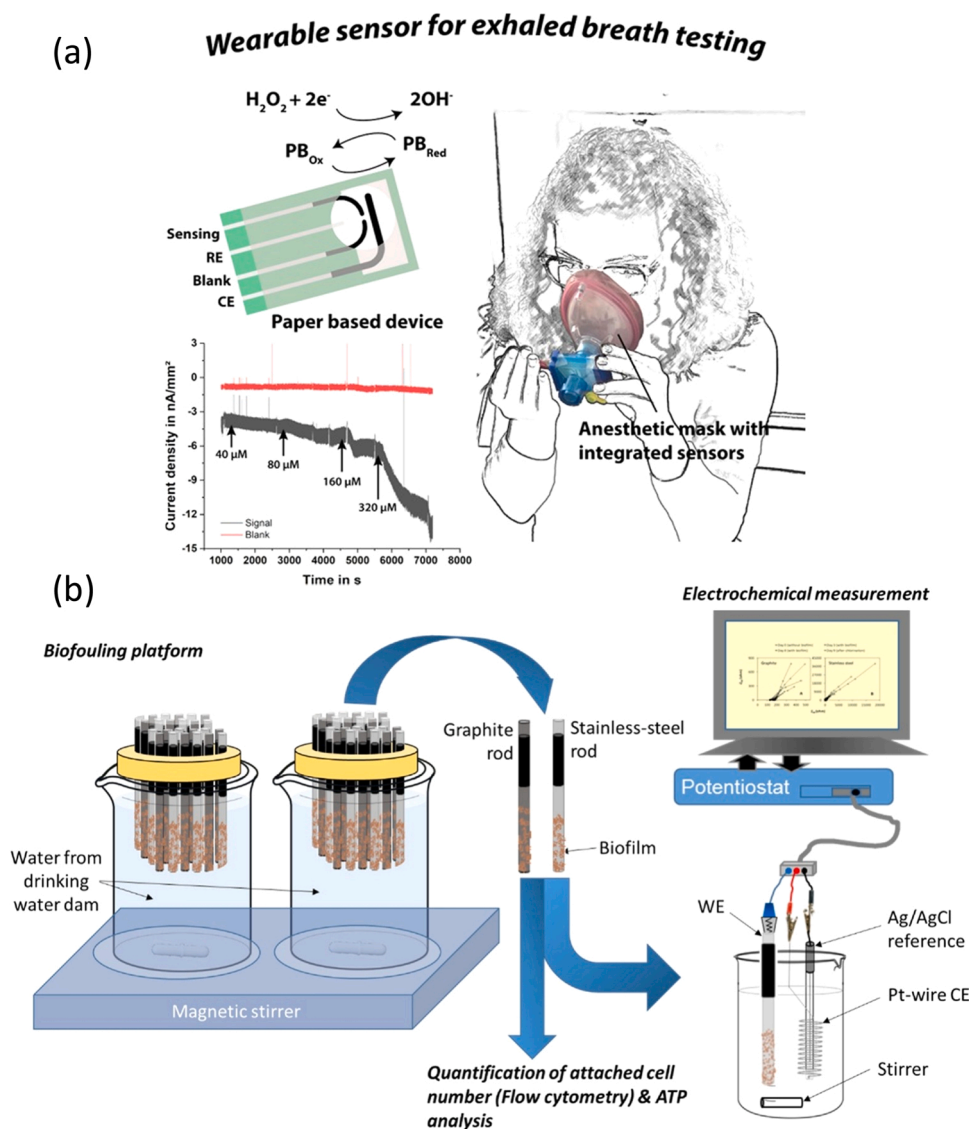 (a)
Wearable sensor for exhaled breath testing
H₂O₂ + 2e⁻ 2OH⁻
PB_Ox PB_Red
Sensing
RE
Blank
CE
Paper based device
Current density in nA/mm²
0
-3
-6
-9
-12
-15
40 µM
80 µM
160 µM
320 µM
Signal
Blank
1000 2000 3000 4000 5000 6000 7000 8000
Time in s
Anesthetic mask with
integrated sensors
(b)
Biofouling platform
Electrochemical measurement
Graphite
rod
Stainless-steel
rod
Graphite
Stainless steel
Potentiostat
Biofilm
Water from
drinking
water dam
Magnetic stirrer
WE
Ag/AgCl
reference
Pt-wire CE
Stirrer
Quantification of attached cell
number (Flow cytometry) & ATP
analysis